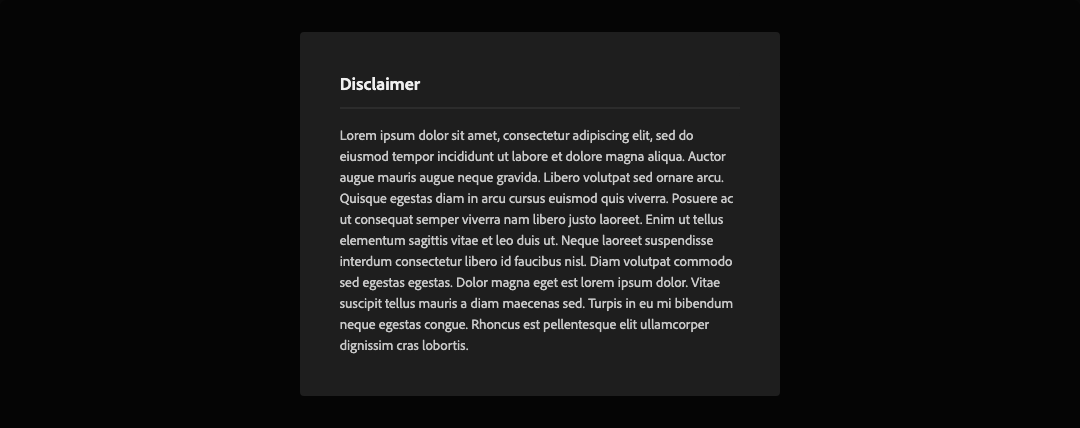 Disclaimer
Lorem ipsum dolor sit amet, consectetur adipiscing elit, sed do
eiusmod tempor incididunt ut labore et dolore magna aliqua. Auctor
augue mauris augue neque gravida. Libero volutpat sed ornare arcu.
Quisque egestas diam in arcu cursus euismod quis viverra. Posuere ac
ut consequat semper viverra nam libero justo laoreet. Enim ut tellus
elementum sagittis vitae et leo duis ut. Neque laoreet suspendisse
interdum consectetur libero id faucibus nisl. Diam volutpat commodo
sed egestas egestas. Dolor magna eget est lorem ipsum dolor. Vitae
suscipit tellus mauris a diam maecenas sed. Turpis in eu mi bibendum
neque egestas congue. Rhoncus est pellentesque elit ullamcorper
dignissim cras lobortis.